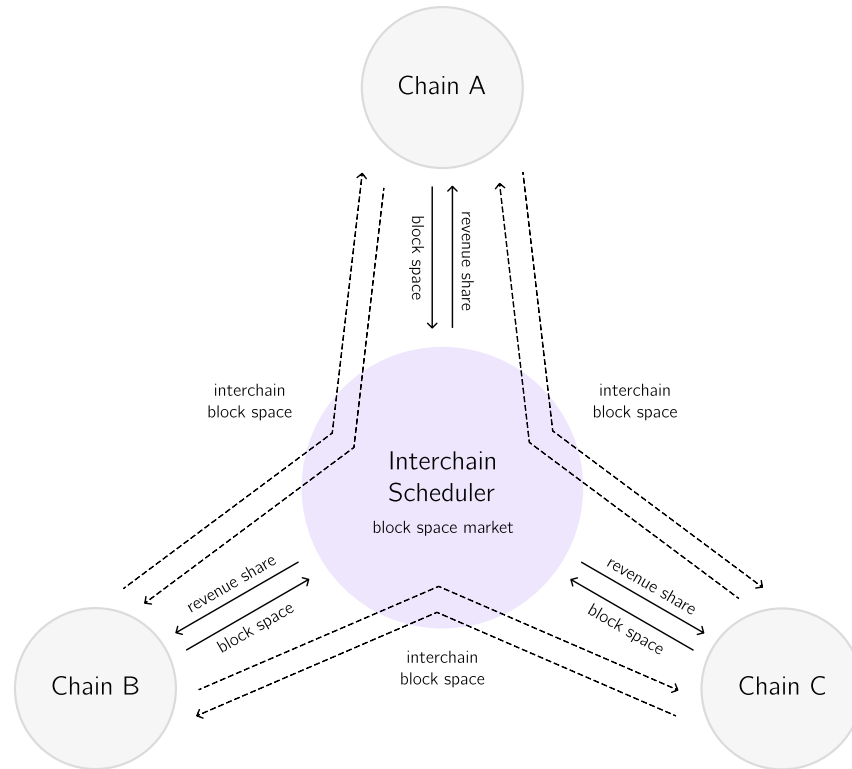 Chain A
block space
revenue share
interchain
block space
interchain
block space
Interchain
Scheduler
block space market
revenue share
block space
revenue share
block space
interchain
block space
Chain B
Chain C